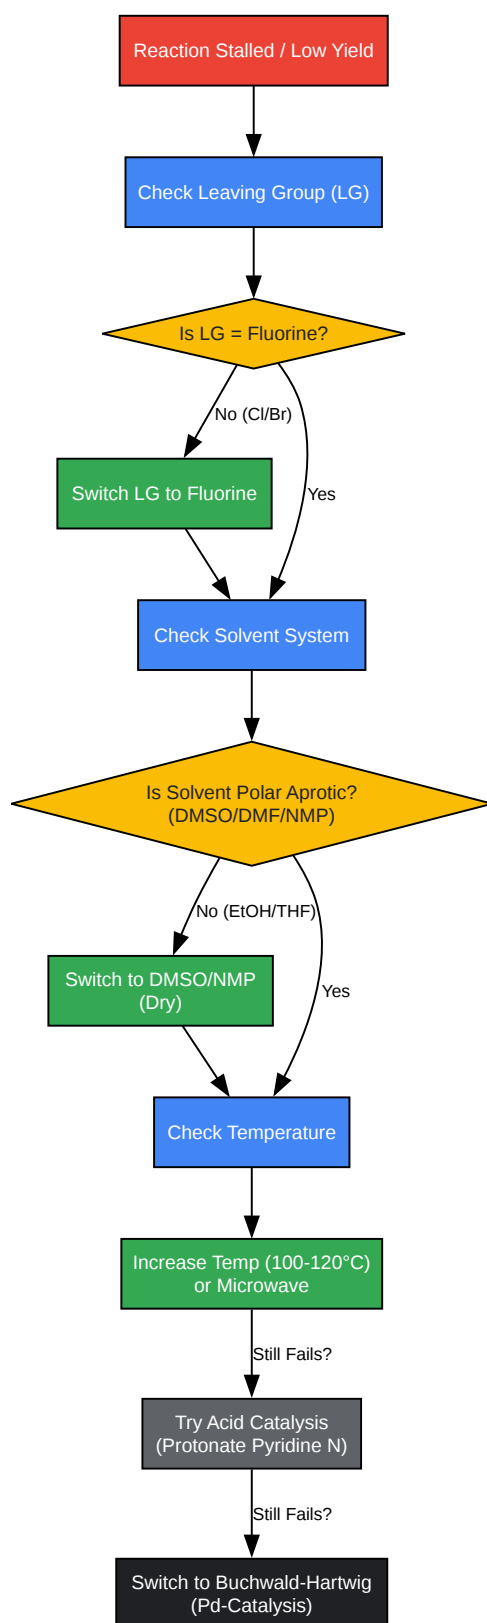 Reaction Stalled / Low Yield
Check Leaving Group (LG)
Is LG = Fluorine?
No (Cl/Br)
Switch LG to Fluorine
Yes
Check Solvent System
Is Solvent Polar Aprotic?
(DMSO/DMF/NMP)
No (EtOH/THF)
Switch to DMSO/NMP
(Dry)
Yes
Check Temperature
Increase Temp (100-120°C)
or Microwave
Still Fails?
Try Acid Catalysis
(Protonate Pyridine N)
Still Fails?
Switch to Buchwald-Hartwig
(Pd-Catalysis)